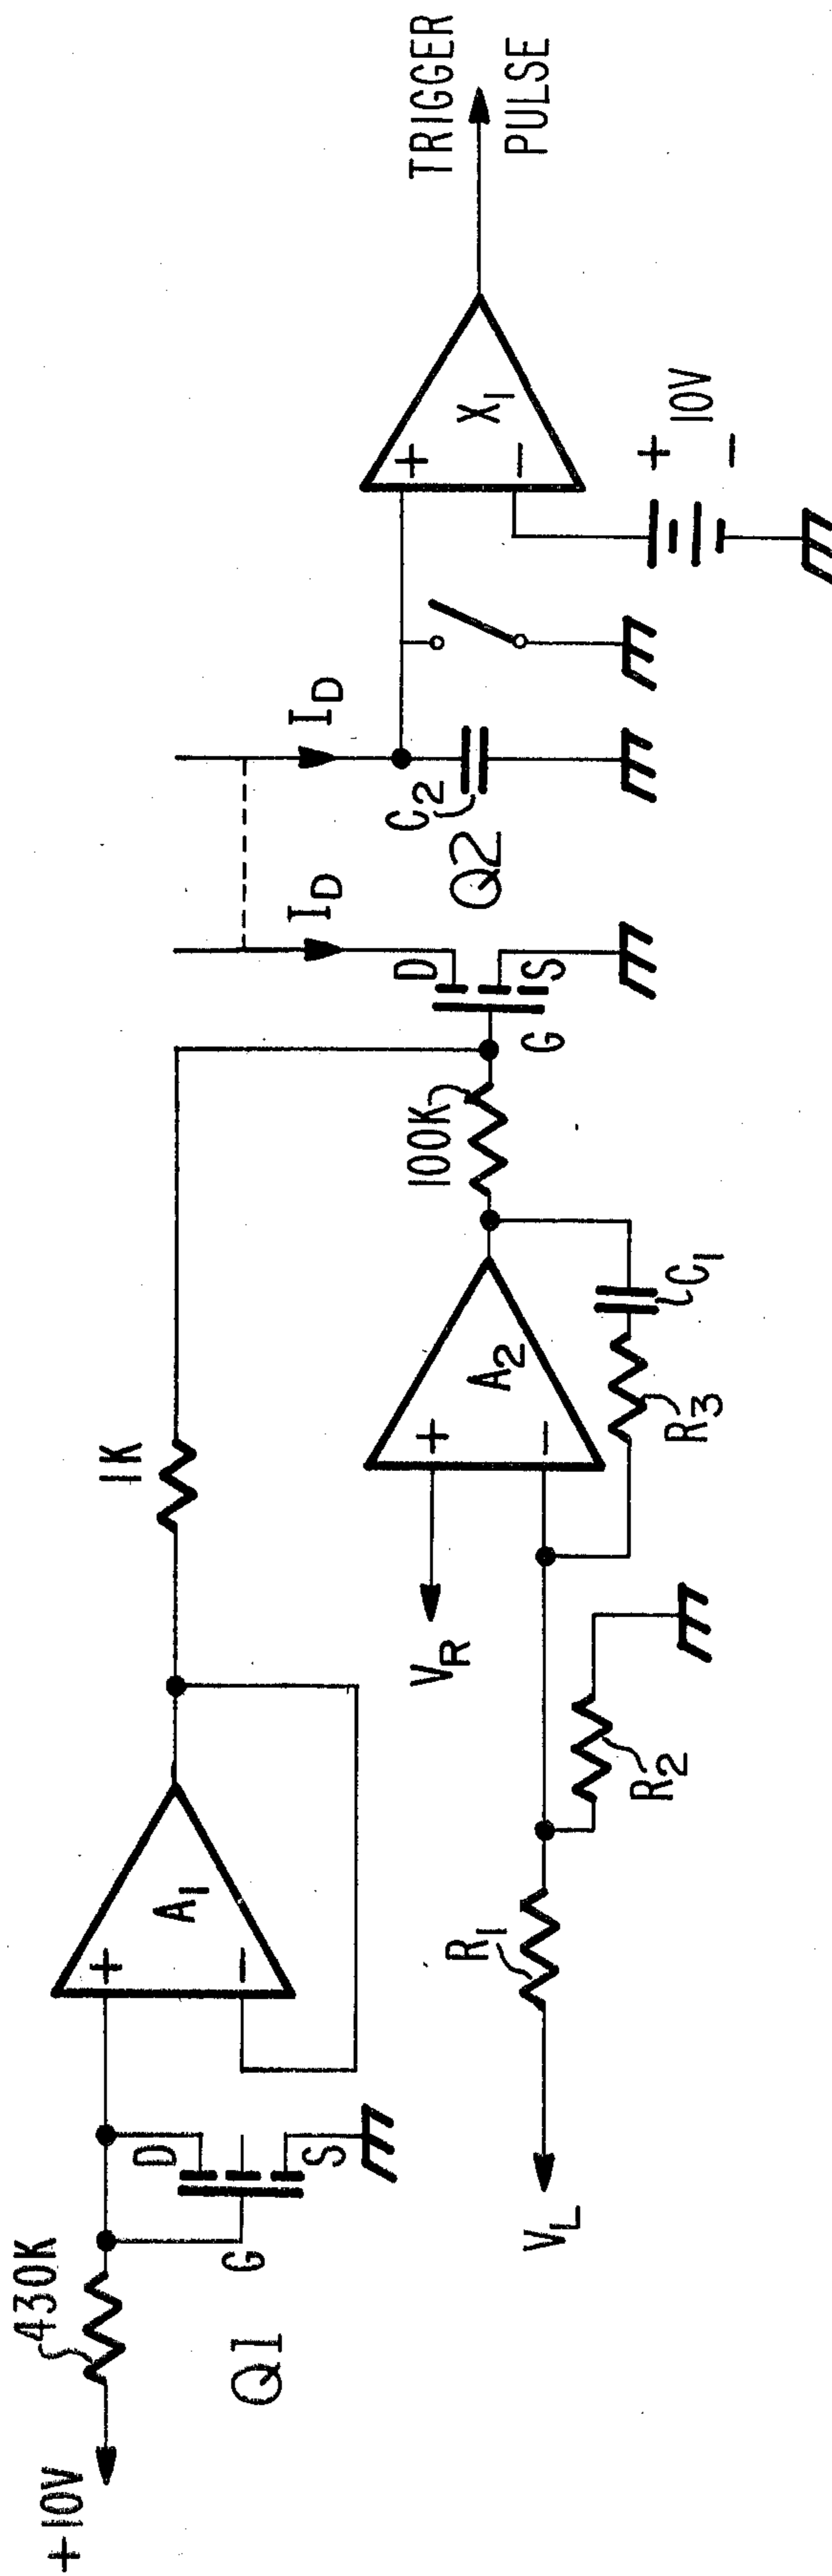 +10V
430K
Q1
G
D
S
A1
+
−
1K
VL
R1
R2
VR
+
−
A2
R3
C1
100K
G
D
S
Q2
ID
ID
C2
+
−
X1
+
10V
−
TRIGGER
PULSE